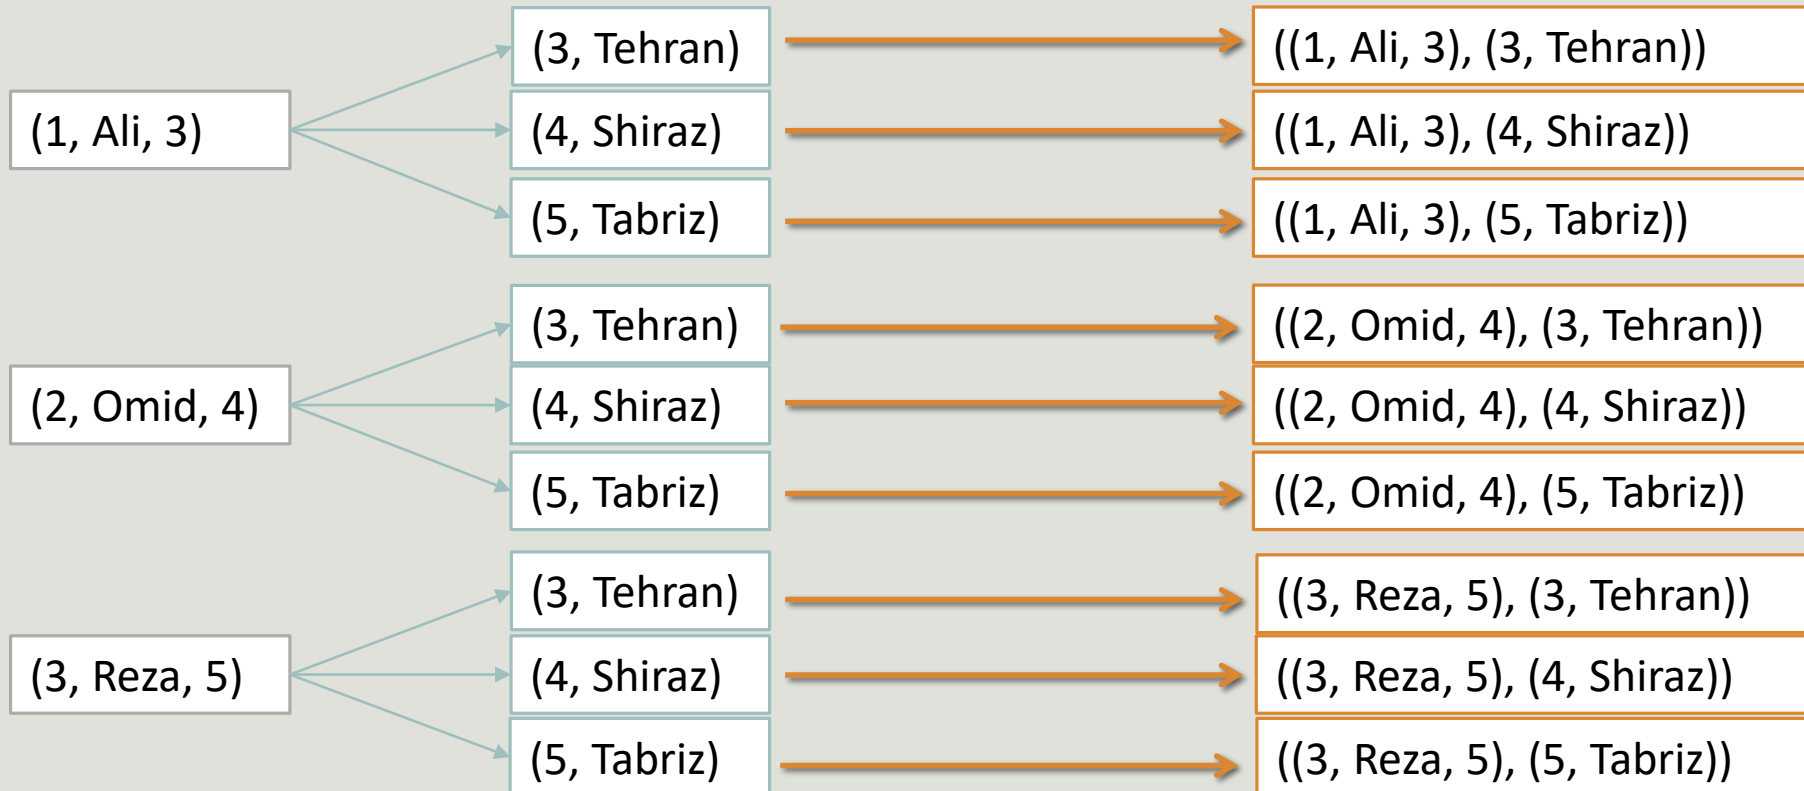 (3, Tehran) ((1, Ali, 3), (3, Tehran))
(1, Ali, 3) (4, Shiraz) ((1, Ali, 3), (4, Shiraz))
(5, Tabriz) ((1, Ali, 3), (5, Tabriz))
(3, Tehran) ((2, Omid, 4), (3, Tehran))
(2, Omid, 4) (4, Shiraz) ((2, Omid, 4), (4, Shiraz))
(5, Tabriz) ((2, Omid, 4), (5, Tabriz))
(3, Tehran) ((3, Reza, 5), (3, Tehran))
(3, Reza, 5) (4, Shiraz) ((3, Reza, 5), (4, Shiraz))
(5, Tabriz) ((3, Reza, 5), (5, Tabriz))